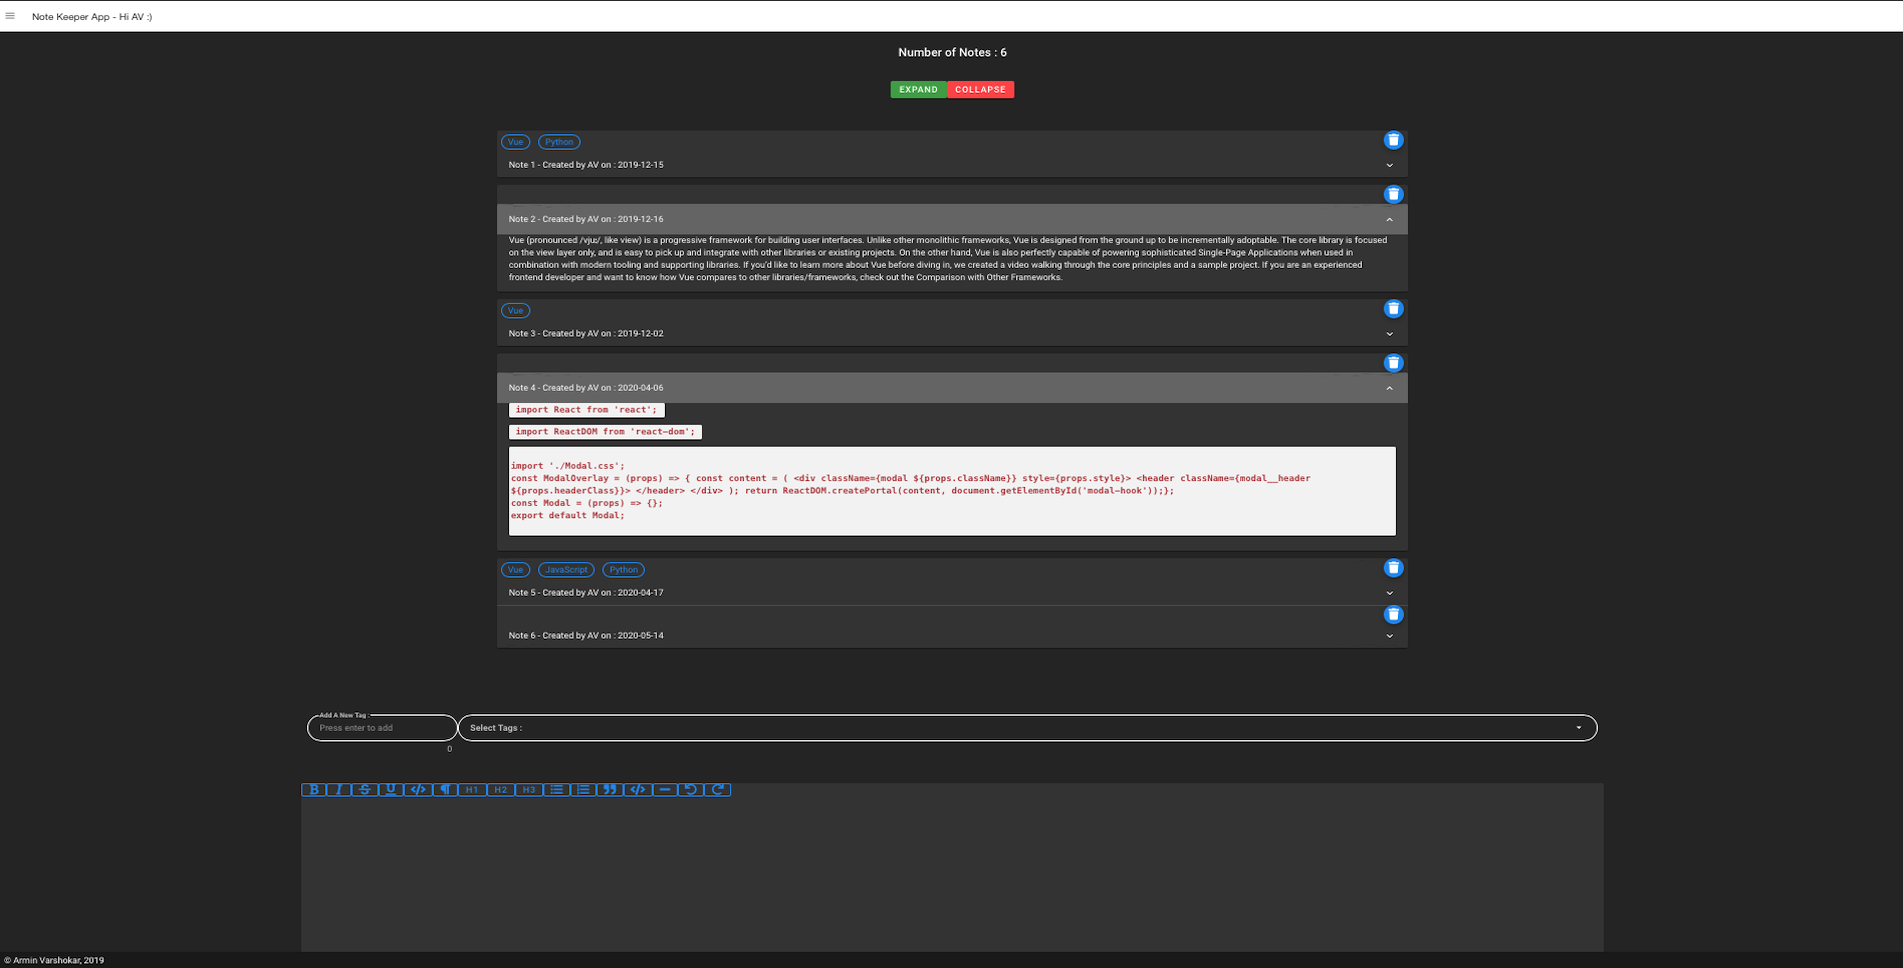 Note Keeper App - Hi AV :)
Number of Notes : 6
EXPAND COLLAPSE
Vue Python
Note 1 - Created by AV on : 2019-12-15
Note 2 - Created by AV on : 2019-12-16
Vue (pronounced /vjuː/, like view) is a progressive framework for building user interfaces. Unlike other monolithic frameworks, Vue is designed from the ground up to be incrementally adoptable. The core library is focused
on the view layer only, and is easy to pick up and integrate with other libraries or existing projects. On the other hand, Vue is also perfectly capable of powering sophisticated Single-Page Applications when used in
combination with modern tooling and supporting libraries. If you'd like to learn more about Vue before diving in, we created a video walking through the core principles and a sample project. If you are an experienced
frontend developer and want to know how Vue compares to other libraries/frameworks, check out the Comparison with Other Frameworks.
Vue
Note 3 - Created by AV on : 2019-12-02
Note 4 - Created by AV on : 2020-04-06
import React from 'react';
import ReactDOM from 'react-dom';
import './Modal.css';
const ModalOverlay = (props) => { const content = ( <div className={modal ${props.className}} style={props.style}> <header className={modal__header
${props.headerClass}}> </header> </div> ); return ReactDOM.createPortal(content, document.getElementById('modal-hook'));};
const Modal = (props) => {};
export default Modal;
Vue JavaScript Python
Note 5 - Created by AV on : 2020-04-17
Note 6 - Created by AV on : 2020-05-14
Add A New Tag :
Press enter to add
Select Tags :
0
B I S U </> ¶ H1 H2 H3 </>
© Armin Varshokar, 2019